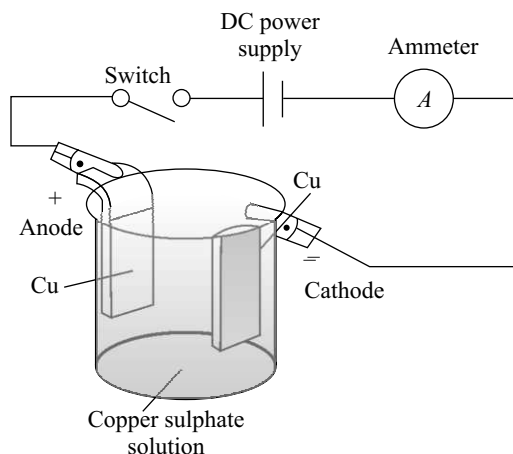 DC power
supply
Ammeter
Switch
A
Cu
+
Anode
Cu
Cathode
Copper sulphate
solution